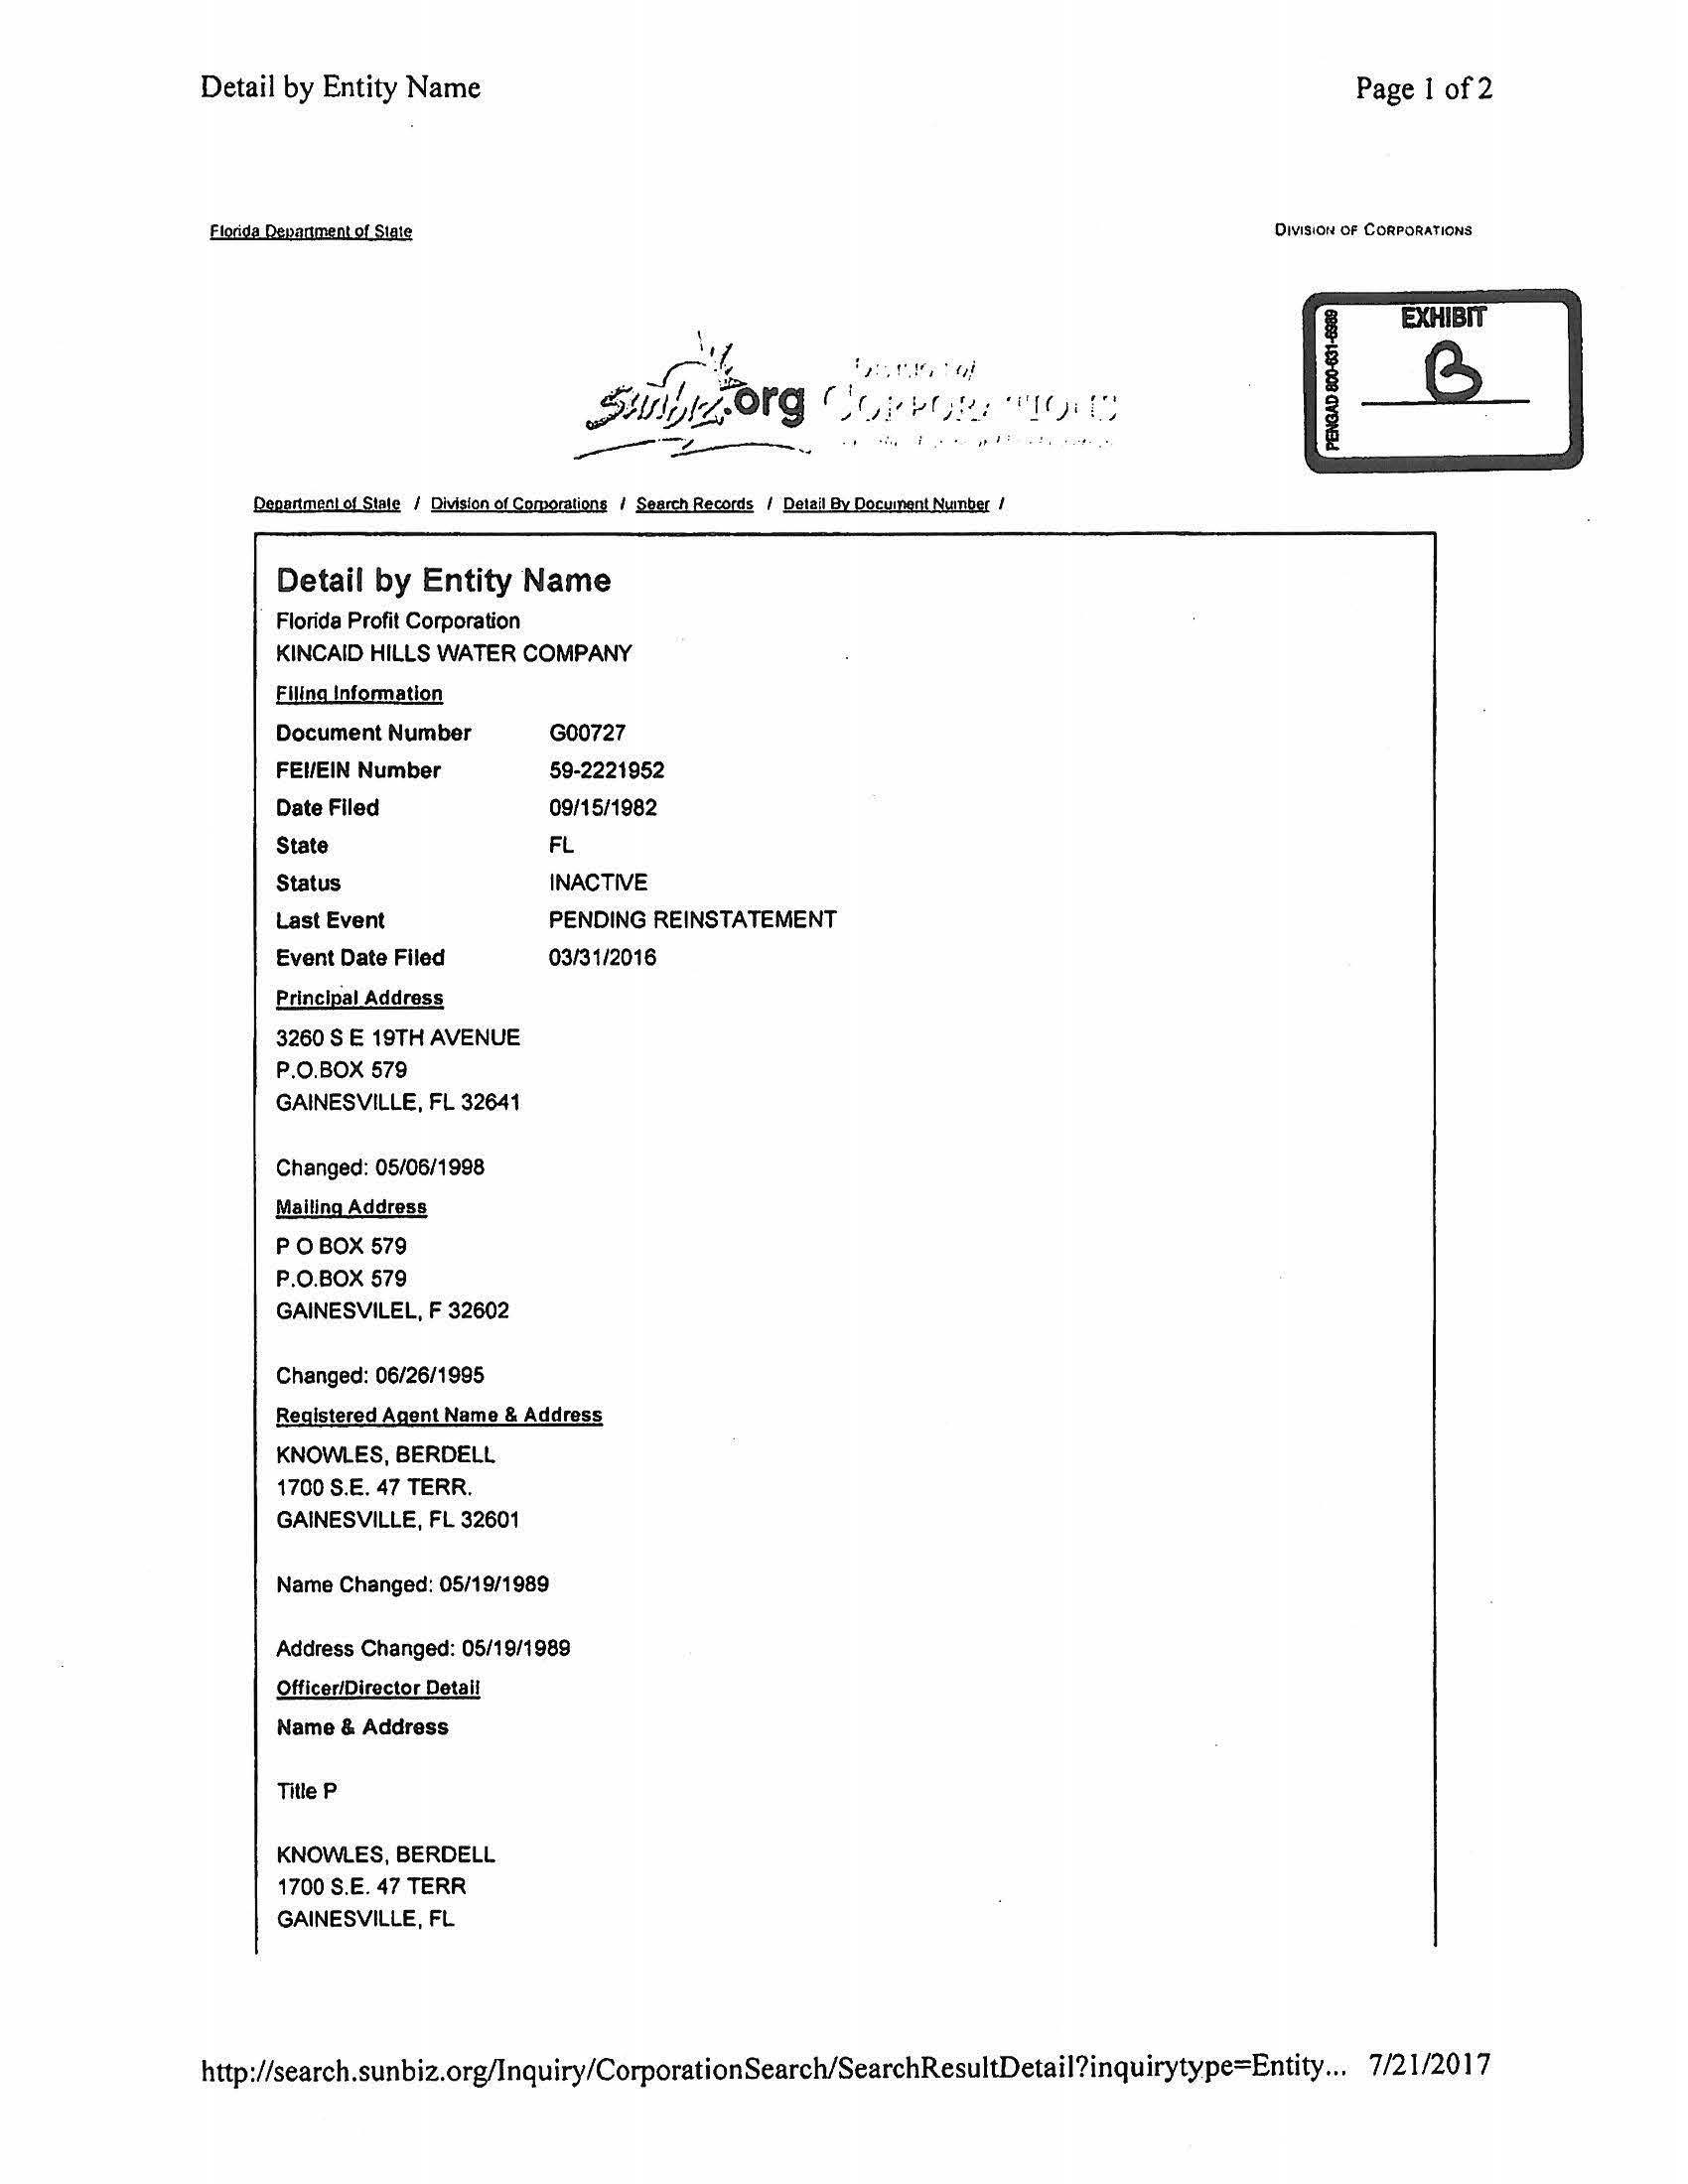 Detail by Entity Name
Page 1 of 2
Florida Department of State
DIVISION OF CORPORATIONS
EXHIBIT
B
PENGAD 800-631-6989
Sunbiz.org
CORPORATIONS
Department of State / Division of Corporations / Search Records / Detail By Document Number /
Detail by Entity Name
Florida Profit Corporation
KINCAID HILLS WATER COMPANY
Filing Information
Document Number G00727
FEI/EIN Number 59-2221952
Date Filed 09/15/1982
State FL
Status INACTIVE
Last Event PENDING REINSTATEMENT
Event Date Filed 03/31/2016
Principal Address
3260 S E 19TH AVENUE
P.O.BOX 579
GAINESVILLE, FL 32641
Changed: 05/06/1998
Mailing Address
P O BOX 579
P.O.BOX 579
GAINESVILEL, F 32602
Changed: 06/26/1995
Registered Agent Name & Address
KNOWLES, BERDELL
1700 S.E. 47 TERR.
GAINESVILLE, FL 32601
Name Changed: 05/19/1989
Address Changed: 05/19/1989
Officer/Director Detail
Name & Address
Title P
KNOWLES, BERDELL
1700 S.E. 47 TERR
GAINESVILLE, FL
http://search.sunbiz.org/Inquiry/CorporationSearch/SearchResultDetail?inquirytype=Entity... 7/21/2017